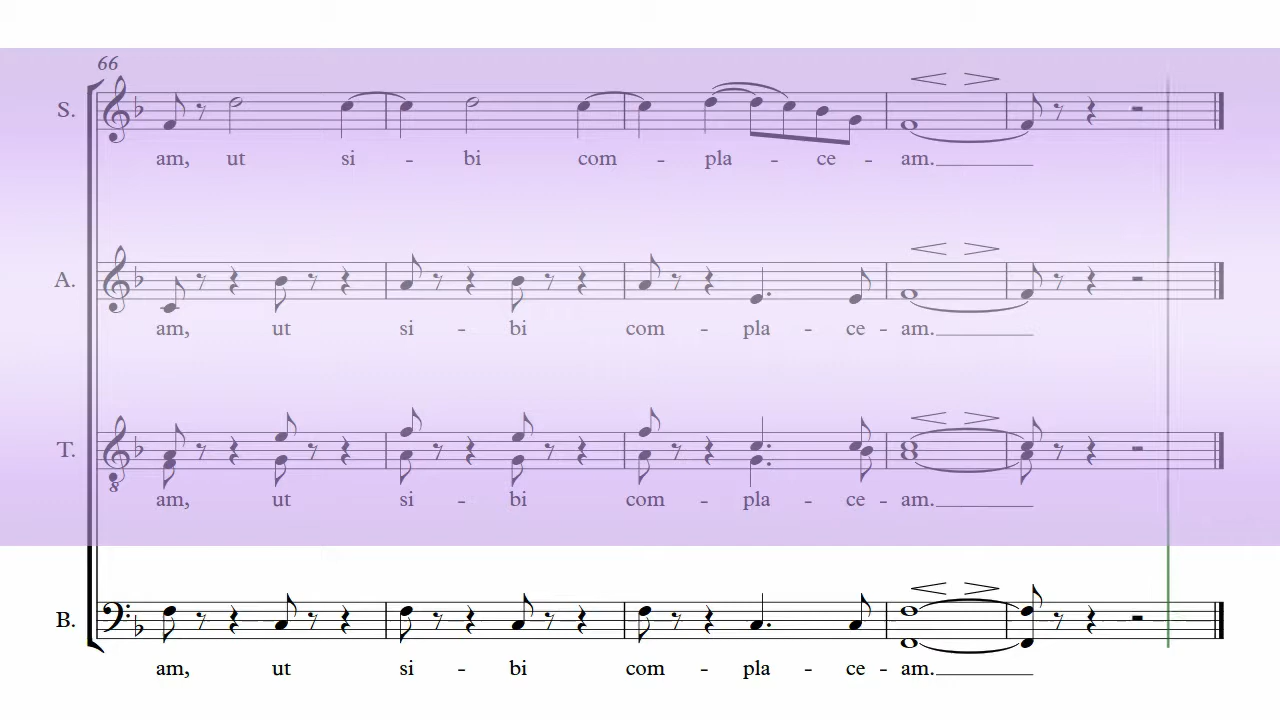 66
S.
am, ut si - bi com - pla - ce - am.
A.
am, ut si - bi com - pla - ce - am.
T.
8
am, ut si - bi com - pla - ce - am.
B.
am, ut si - bi com - pla - ce - am.